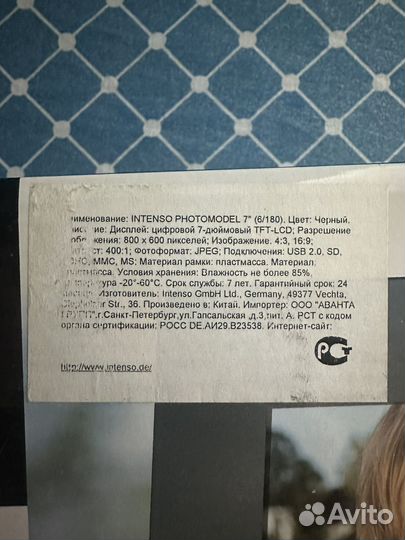 именование: INTENSO PHOTOMODEL 7" (6/180). Цвет: Черный.
Дисплей: цифровой 7-дюймовый TFT-LCD; Разрешение
800 x 600 пикселей; Изображение. 4:3, 16:9;
400:1; Фотоформат: JPEG; Подключения: USB 2.0, SD,
MMC, MS; Материал рамки: пластмасса. Материал:
Условия хранения: Влажность не более 85%,
-20°-60°C. Срок службы: 7 лет. Гарантийный срок: 24
Изготовитель: Intenso GmbH Ltd., Germany, 49377 Vechta,
Str., 36. Произведено в: Китай. Импортер: ООО "АВАНТА
г.Санкт-Петербург,ул.Гапсальская ,д.3,лит. А. РСТ с кодом
органа сертификации: РОСС DE.АИ29.В23538. Интернет-сайт:
http://www.intenso.de/
РСТ
Avito